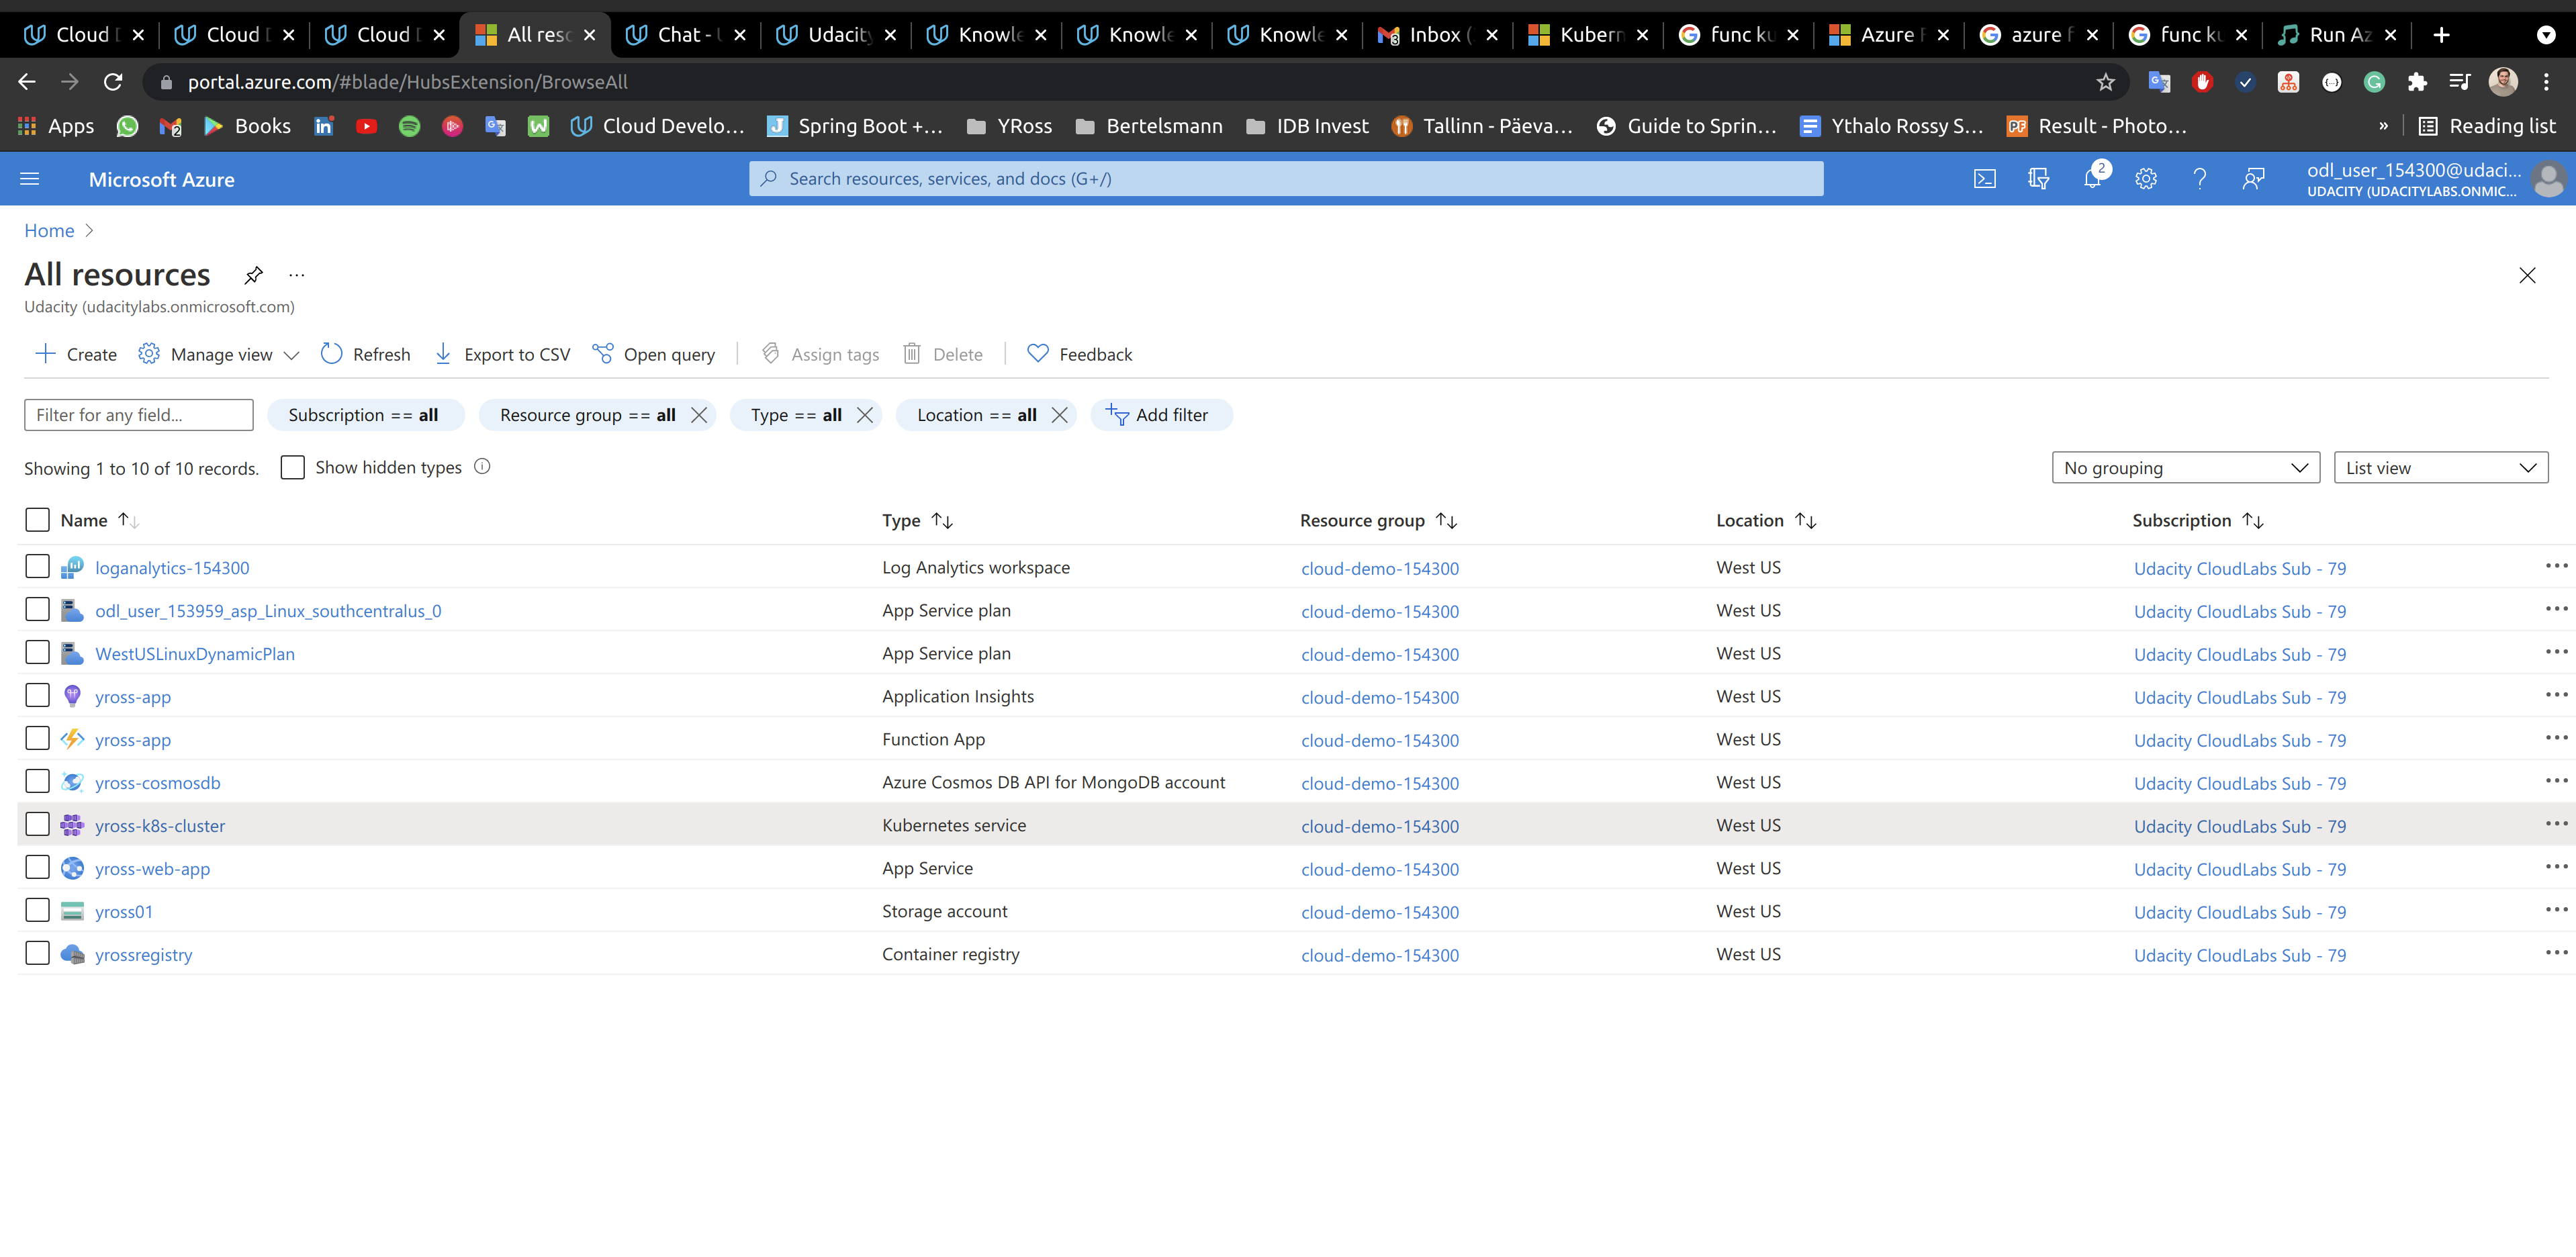 Cloud D Cloud D Cloud D All reso Chat - U Udacity Knowle Knowle Knowle Inbox ( Kubern func ku Azure F azure f func ku Run Az
portal.azure.com/#blade/HubsExtension/BrowseAll
Apps 2 Books in Cloud Develo... Spring Boot +... YRoss Bertelsmann IDB Invest Tallinn - Päeva... Guide to Sprin... Ythalo Rossy S... PF Result - Photo... » Reading list
Microsoft Azure Search resources, services, and docs (G+/) 2 odl_user_154300@udaci...
UDACITY (UDACITYLABS.ONMIC...
Home >
All resources ...
Udacity (udacitylabs.onmicrosoft.com)
Create Manage view Refresh Export to CSV Open query Assign tags Delete Feedback
Filter for any field... Subscription == all Resource group == all Type == all Location == all Add filter
Showing 1 to 10 of 10 records. Show hidden types No grouping List view
Name Type Resource group Location Subscription
loganalytics-154300 Log Analytics workspace cloud-demo-154300 West US Udacity CloudLabs Sub - 79
odl_user_153959_asp_Linux_southcentralus_0 App Service plan cloud-demo-154300 West US Udacity CloudLabs Sub - 79
WestUSLinuxDynamicPlan App Service plan cloud-demo-154300 West US Udacity CloudLabs Sub - 79
yross-app Application Insights cloud-demo-154300 West US Udacity CloudLabs Sub - 79
yross-app Function App cloud-demo-154300 West US Udacity CloudLabs Sub - 79
yross-cosmosdb Azure Cosmos DB API for MongoDB account cloud-demo-154300 West US Udacity CloudLabs Sub - 79
yross-k8s-cluster Kubernetes service cloud-demo-154300 West US Udacity CloudLabs Sub - 79
yross-web-app App Service cloud-demo-154300 West US Udacity CloudLabs Sub - 79
yross01 Storage account cloud-demo-154300 West US Udacity CloudLabs Sub - 79
yrossregistry Container registry cloud-demo-154300 West US Udacity CloudLabs Sub - 79